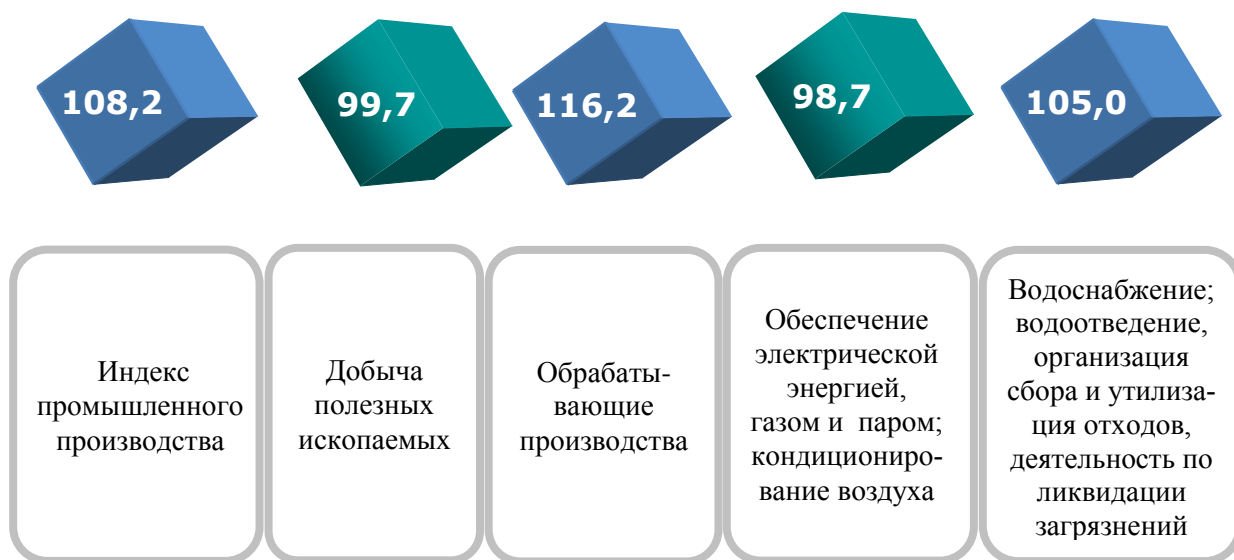 108,2
99,7
116,2
98,7
105,0
Индекс
промышленного
производства
Добыча
полезных
ископаемых
Обрабаты-
вающие
производства
Обеспечение
электрической
энергией,
газом и паром;
кондициониро-
вание воздуха
Водоснабжение;
водоотведение,
организация
сбора и утилиза-
ция отходов,
деятельность по
ликвидации
загрязнений